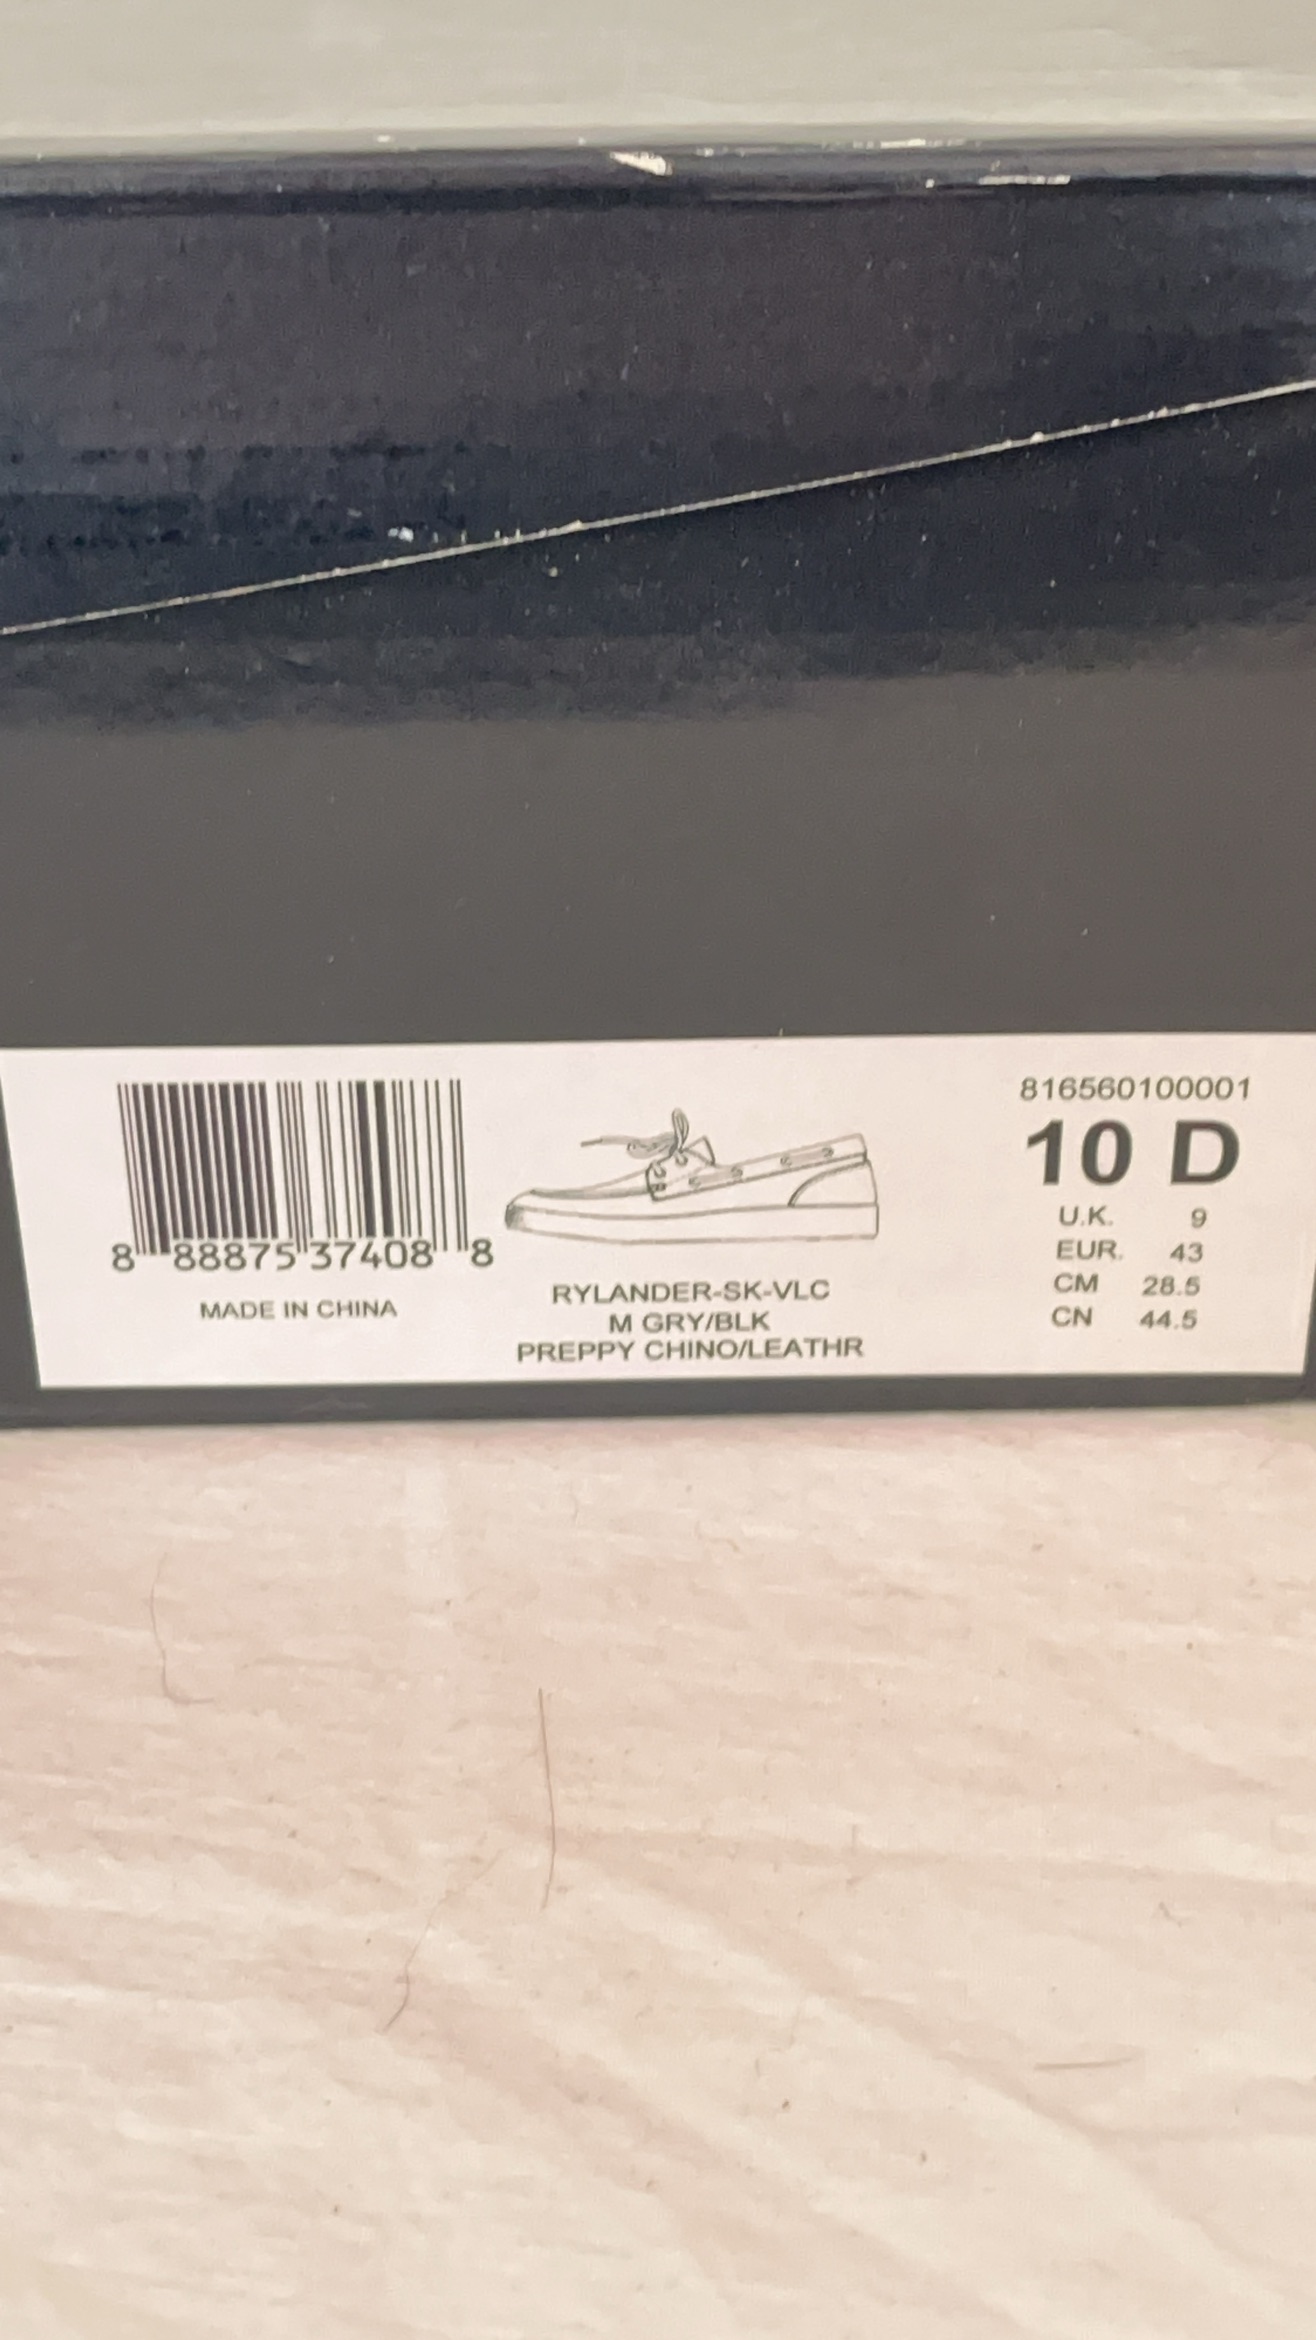 8 88875 37408 8
MADE IN CHINA
RYLANDER-SK-VLC
M GRY/BLK
PREPPY CHINO/LEATHR
816560100001
10 D
U.K. 9
EUR. 43
CM 28.5
CN 44.5